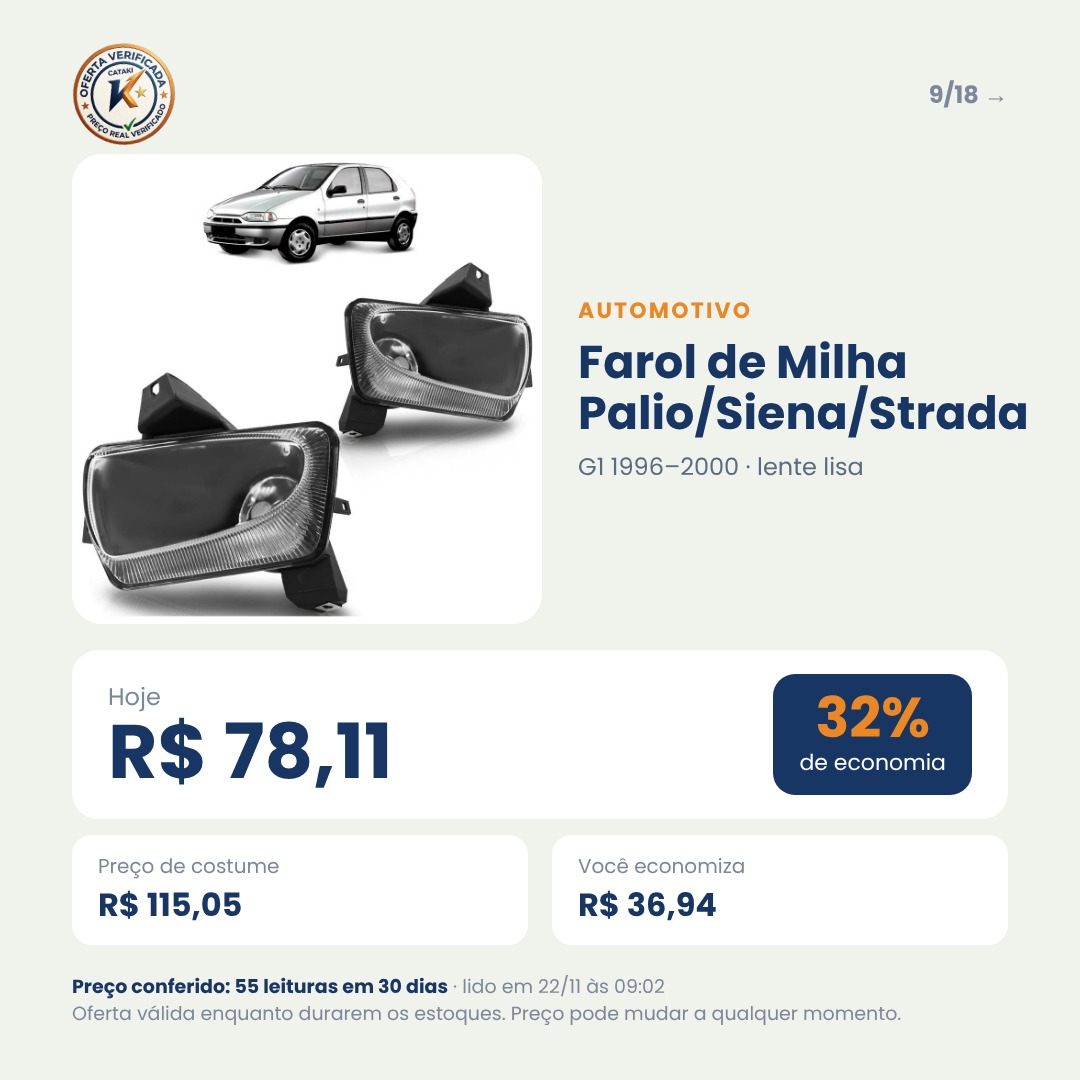 OFERTA VERIFICADA
CATAKI
K
PREÇO REAL VERIFICADO
9/18 →
AUTOMOTIVO
Farol de Milha
Palio/Siena/Strada
G1 1996–2000 · lente lisa
Hoje
R$ 78,11
32%
de economia
Preço de costume
R$ 115,05
Você economiza
R$ 36,94
Preço conferido: 55 leituras em 30 dias · lido em 22/11 às 09:02
Oferta válida enquanto durarem os estoques. Preço pode mudar a qualquer momento.